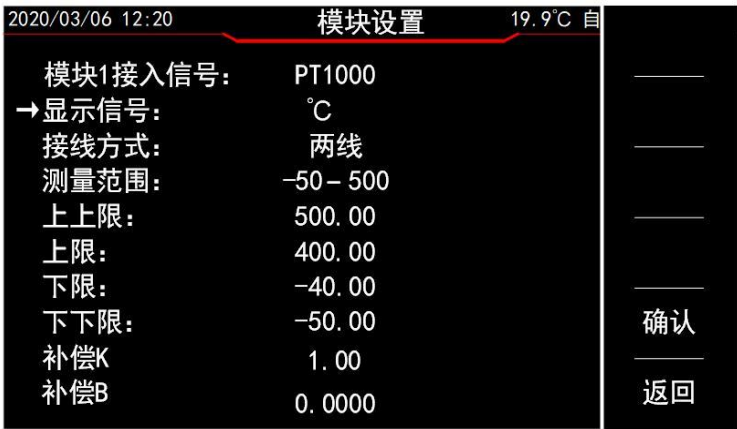 2020/03/06 12:20 模块设置 19.9℃ 自
模块1接入信号： PT1000
→显示信号： ℃
接线方式： 两线
测量范围： -50-500
上上限： 500.00
上限： 400.00
下限： -40.00
下下限： -50.00
补偿K 1.00
补偿B 0.0000
确认
返回